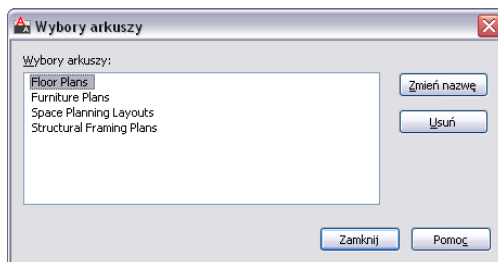 Wybory arkuszy
Wybory arkuszy:
Floor Plans
Furniture Plans
Space Planning Layouts
Structural Framing Plans
Zmień nazwę
Usuń
Zamknij
Pomoc